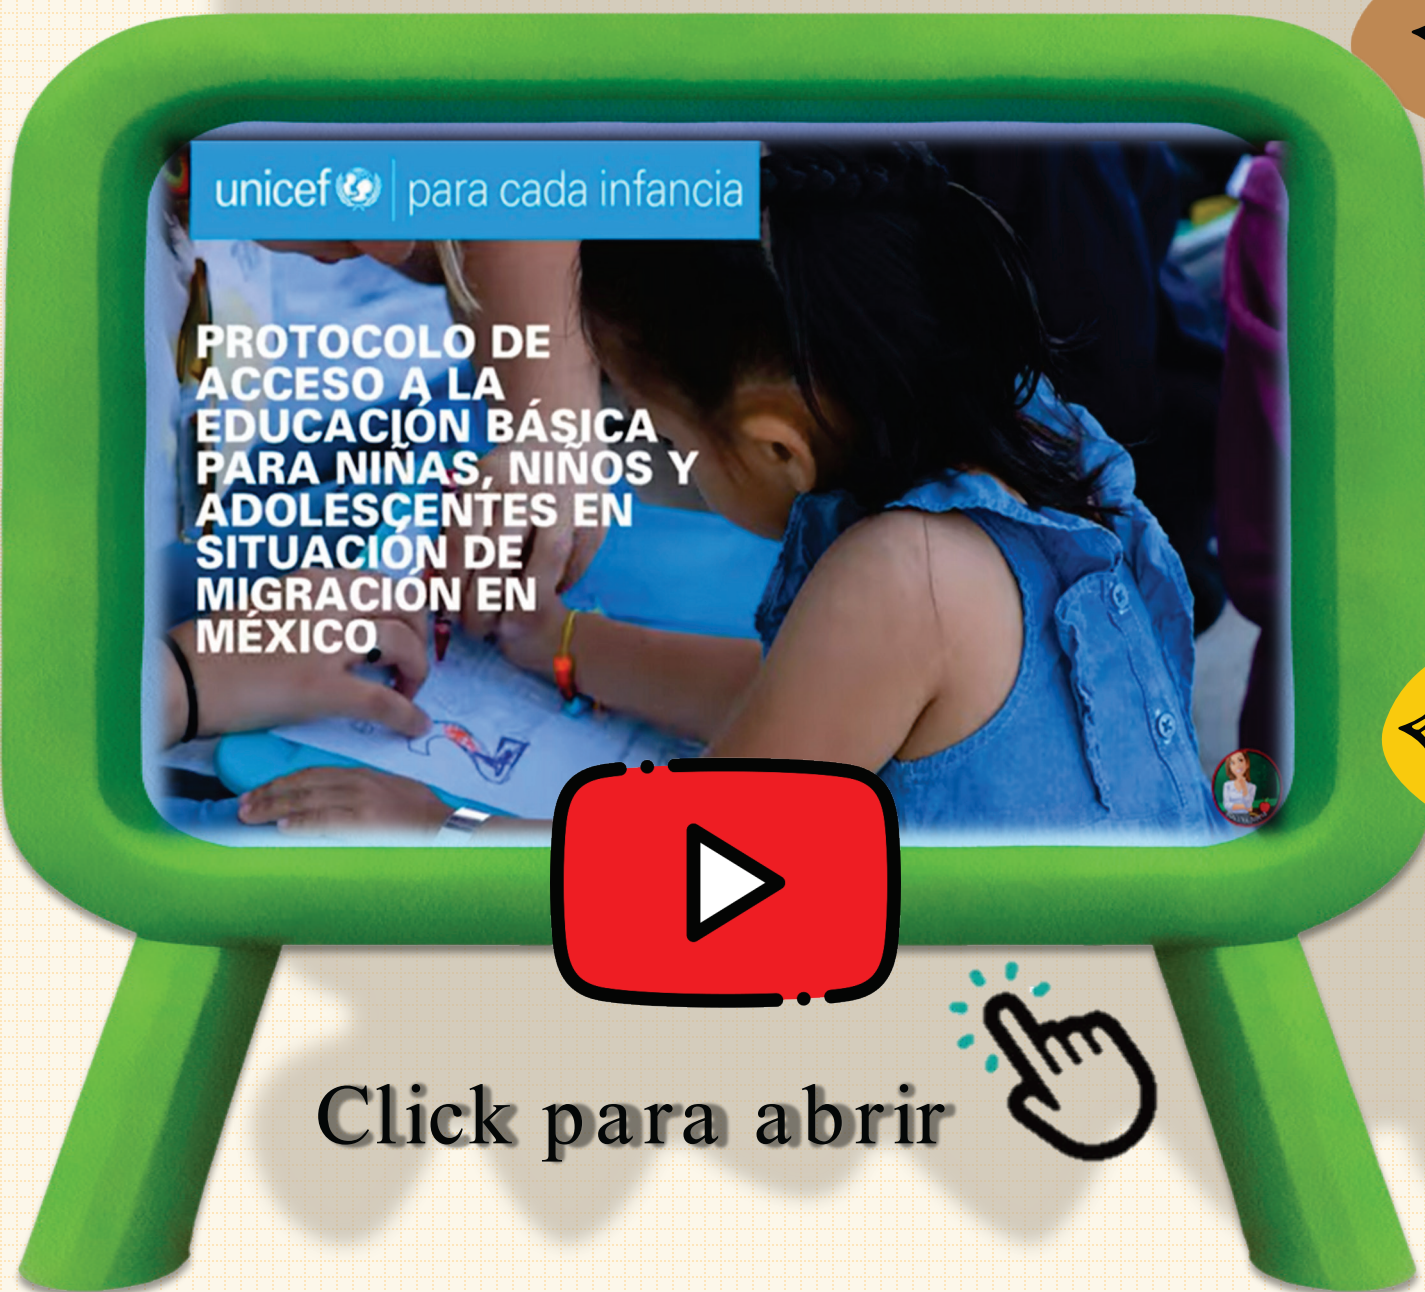 unicef para cada infancia
PROTOCOLO DE
ACCESO A LA
EDUCACIÓN BÁSICA
PARA NIÑAS, NIÑOS Y
ADOLESCENTES EN
SITUACIÓN DE
MIGRACIÓN EN
MÉXICO
Click para abrir